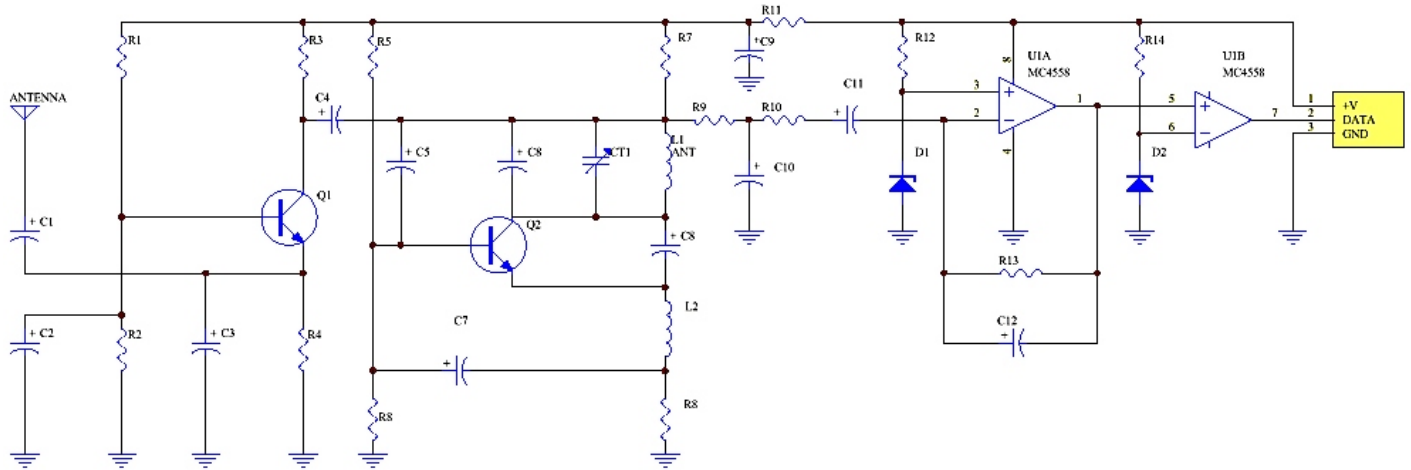 R11
R1
R3
R5
R7
C9
R12
R14
U1A
MC4558
U1B
MC4558
8
ANTENNA
C4
C11
3
1
5
1
+V
R9
R10
2
7
2
DATA
6
3
GND
L1
ANT
C5
C8
CT1
4
D1
D2
C10
Q1
C1
Q2
C8
R13
L2
C2
R2
C3
R4
C7
C12
R8
R8